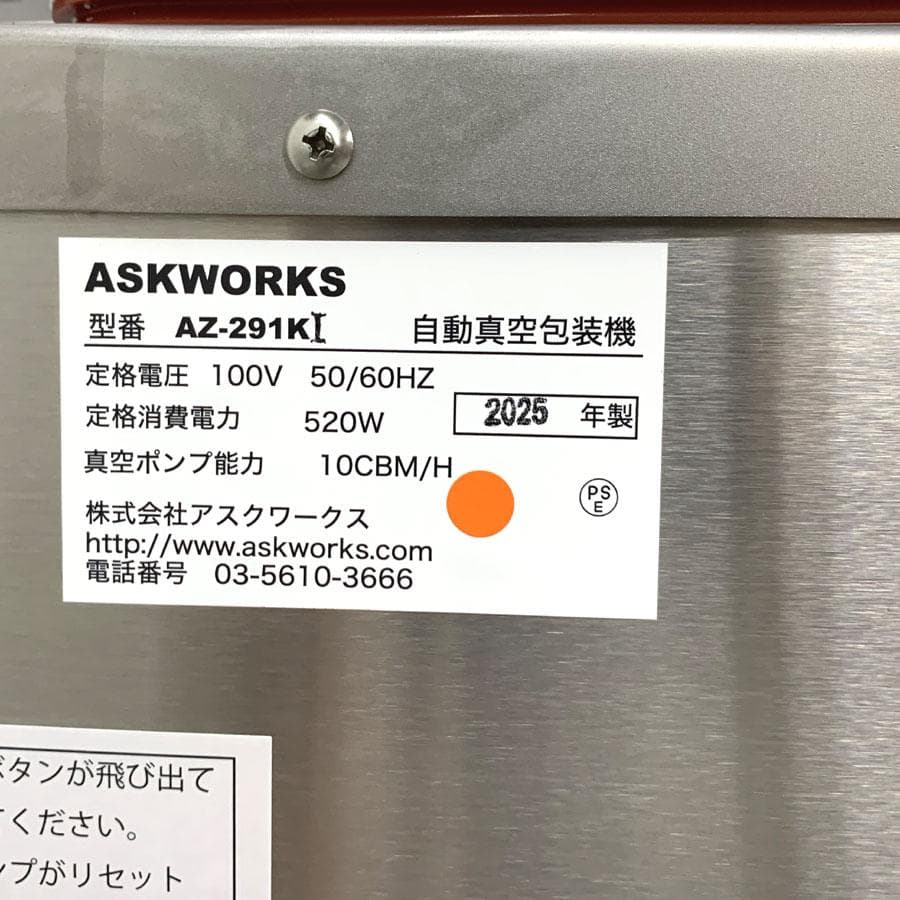 ASKWORKS
型番 AZ-291KI 自動真空包装機
定格電圧 100V 50/60HZ
定格消費電力 520W 2025 年製
真空ポンプ能力 10CBM/H
PS
E
株式会社アスクワークス
http://www.askworks.com
電話番号 03-5610-3666
ボタンが飛び出て
てください。
ンプがリセット